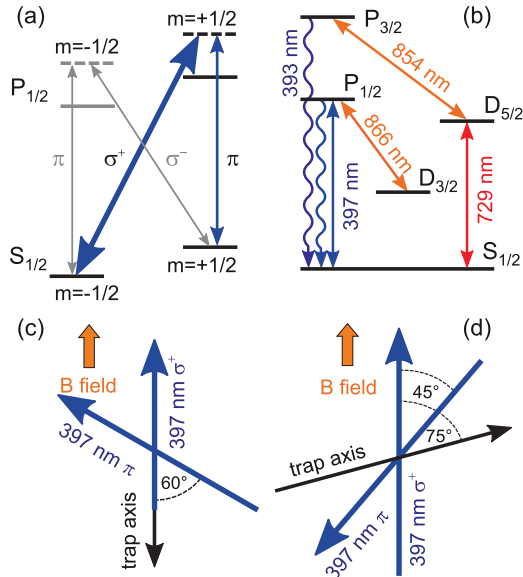 (a)
m=+1/2
m=-1/2
P1/2
π
σ+
σ−
π
S1/2
m=+1/2
m=-1/2
(b)
P3/2
393 nm
854 nm
P1/2
D5/2
866 nm
397 nm
D3/2
729 nm
S1/2
(c)
B field
397 nm σ+
397 nm π
60°
trap axis
(d)
B field
45°
75°
trap axis
397 nm π
397 nm σ+